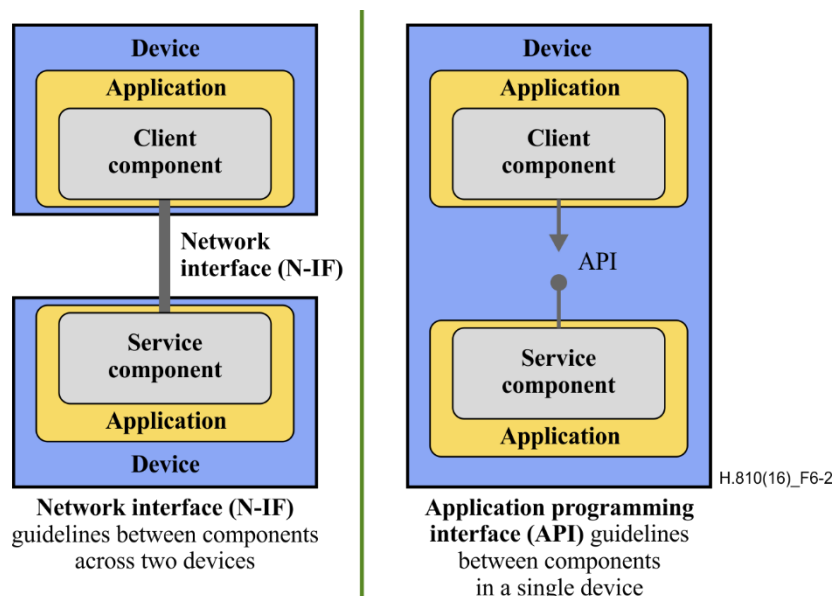 Device
Application
Client
component
Network
interface (N-IF)
Service
component
Application
Device
Network interface (N-IF)
guidelines between components
across two devices
Device
Application
Client
component
API
Service
component
Application
H.810(16)_F6-2
Application programming
interface (API) guidelines
between components
in a single device